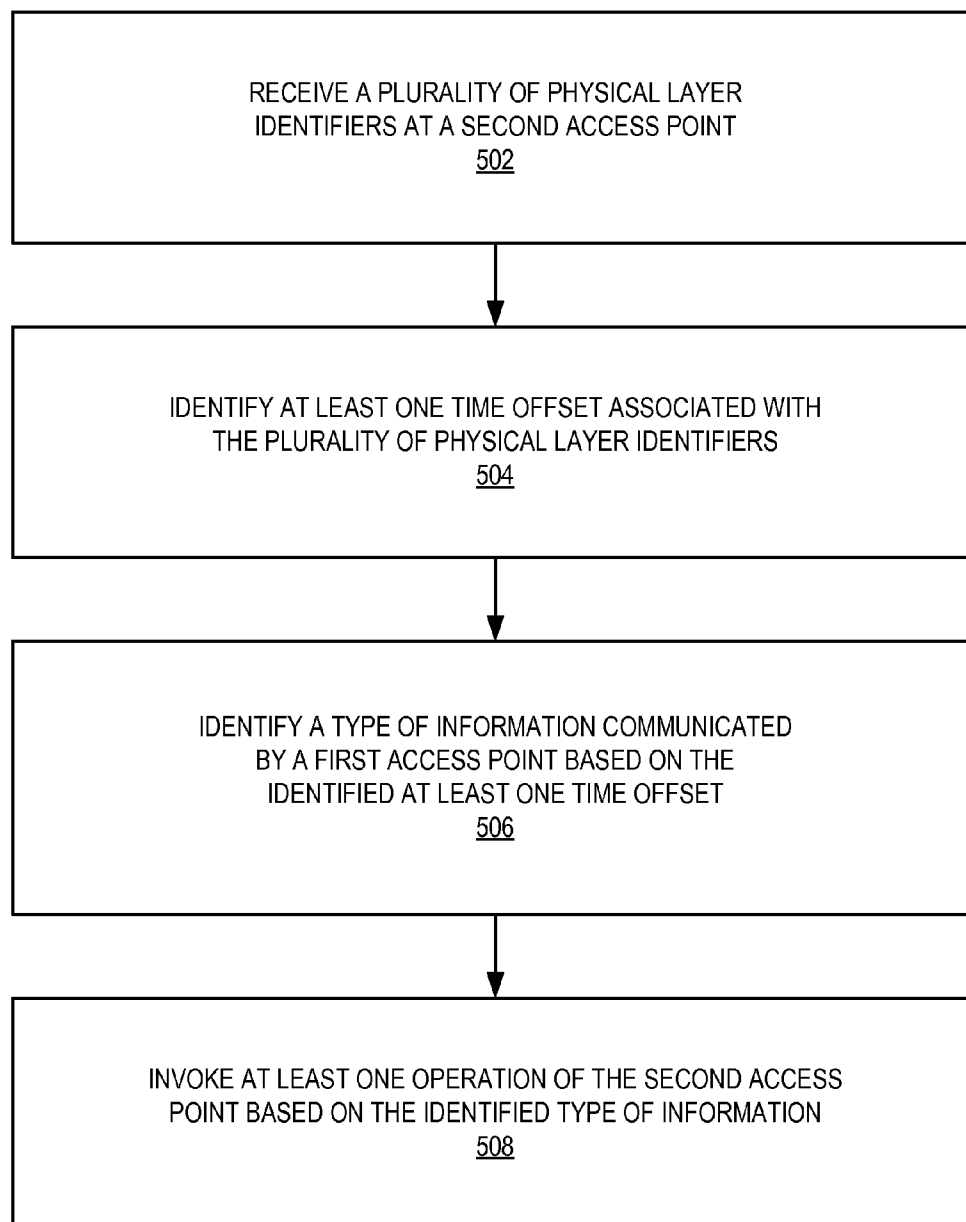 RECEIVE A PLURALITY OF PHYSICAL LAYER
IDENTIFIERS AT A SECOND ACCESS POINT
502
IDENTIFY AT LEAST ONE TIME OFFSET ASSOCIATED WITH
THE PLURALITY OF PHYSICAL LAYER IDENTIFIERS
504
IDENTIFY A TYPE OF INFORMATION COMMUNICATED
BY A FIRST ACCESS POINT BASED ON THE
IDENTIFIED AT LEAST ONE TIME OFFSET
506
INVOKE AT LEAST ONE OPERATION OF THE SECOND ACCESS
POINT BASED ON THE IDENTIFIED TYPE OF INFORMATION
508